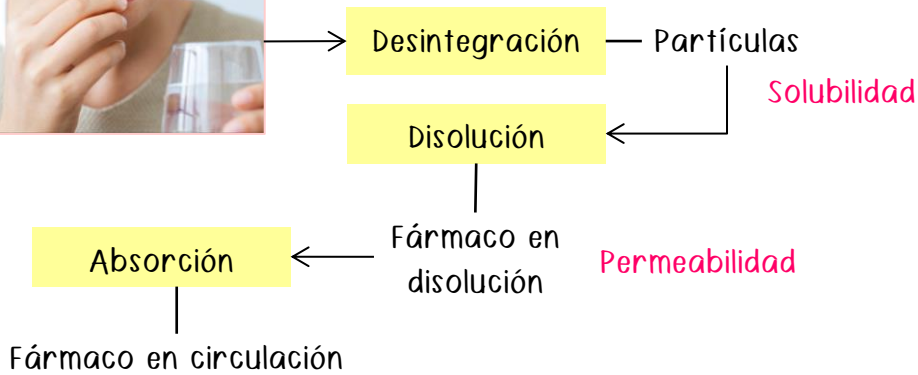 Desintegración
Partículas
Solubilidad
Disolución
Fármaco en
disolución
Permeabilidad
Absorción
Fármaco en circulación